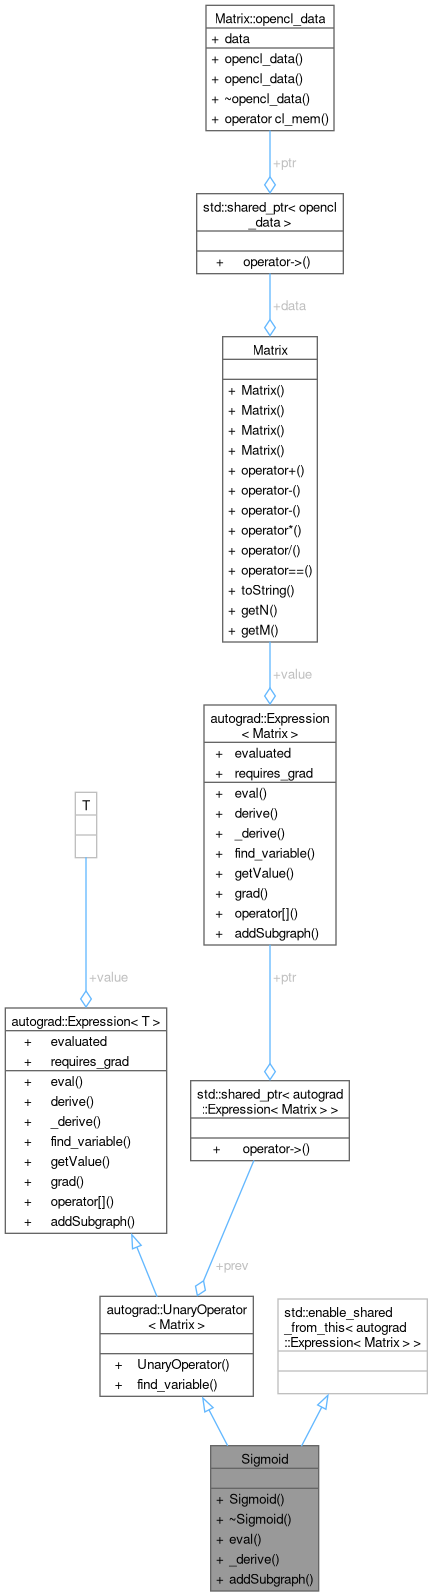 Matrix::opencl_data
+ data
+ opencl_data()
+ opencl_data()
+ ~opencl_data()
+ operator cl_mem()
+ptr
std::shared_ptr< opencl
_data >
+ operator->()
+data
Matrix
+ Matrix()
+ Matrix()
+ Matrix()
+ Matrix()
+ operator+()
+ operator-()
+ operator-()
+ operator*()
+ operator/()
+ operator==()
+ toString()
+ getN()
+ getM()
+value
autograd::Expression
< Matrix >
+ evaluated
+ requires_grad
+ eval()
+ derive()
+ _derive()
+ find_variable()
+ getValue()
+ grad()
+ operator[]()
+ addSubgraph()
T
+value
+ptr
autograd::Expression< T >
+ evaluated
+ requires_grad
+ eval()
+ derive()
+ _derive()
+ find_variable()
+ getValue()
+ grad()
+ operator[]()
+ addSubgraph()
std::shared_ptr< autograd
::Expression< Matrix > >
+ operator->()
+prev
autograd::UnaryOperator
< Matrix >
+ UnaryOperator()
+ find_variable()
std::enable_shared
_from_this< autograd
::Expression< Matrix > >
Sigmoid
+ Sigmoid()
+ ~Sigmoid()
+ eval()
+ _derive()
+ addSubgraph()